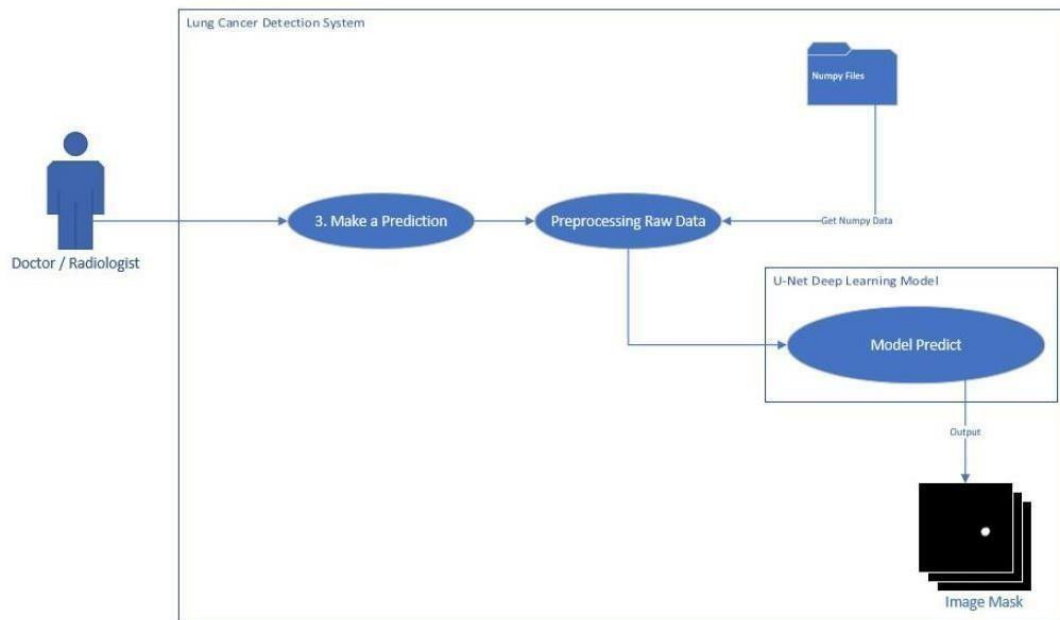 Lung Cancer Detection System
Numpy Files
Doctor / Radiologist
3. Make a Prediction
Preprocessing Raw Data
Get Numpy Data
U-Net Deep Learning Model
Model Predict
Output
Image Mask